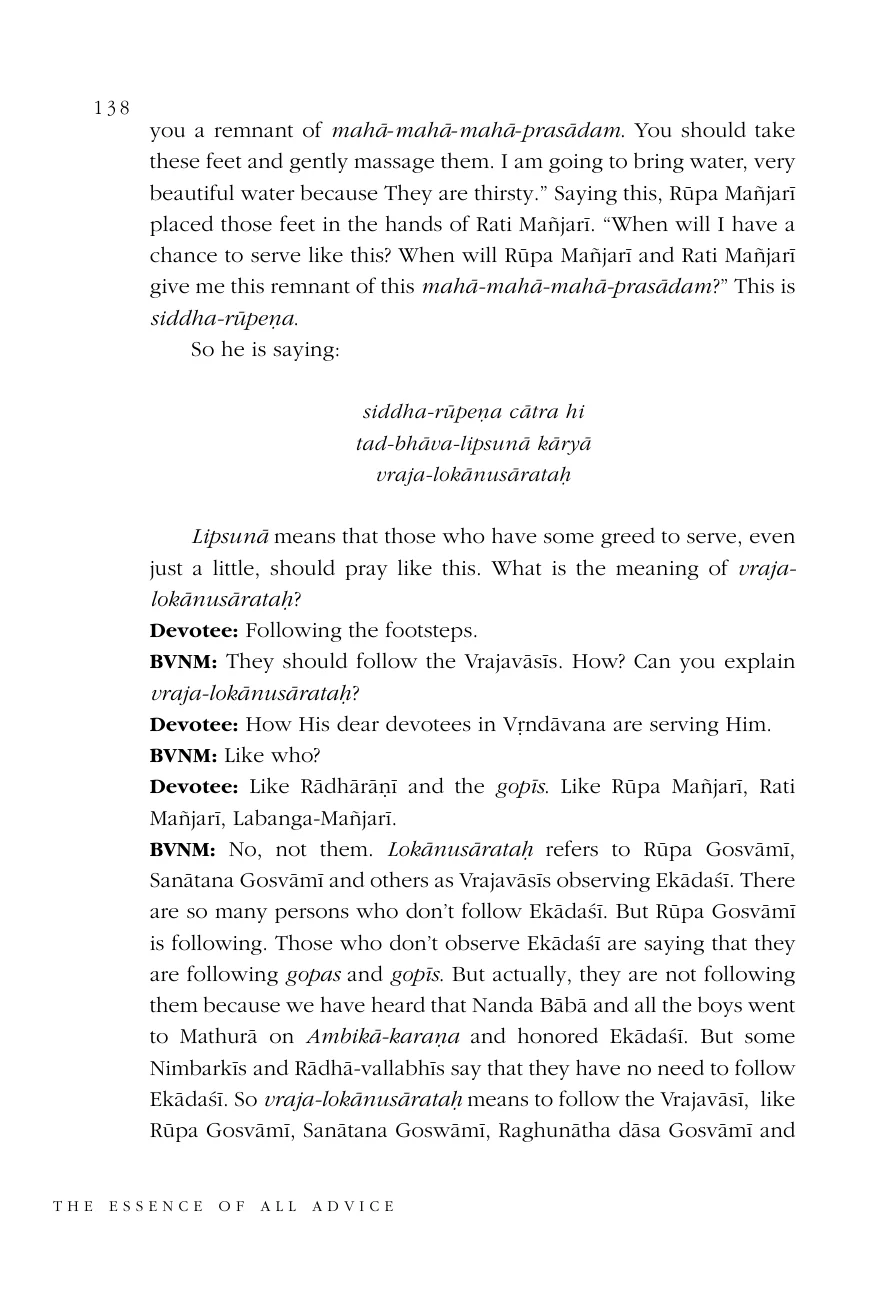 138
you a remnant of mahā-mahā-mahā-prasādam. You should take
these feet and gently massage them. I am going to bring water, very
beautiful water because They are thirsty.” Saying this, Rūpa Mañjarī
placed those feet in the hands of Rati Mañjarī. “When will I have a
chance to serve like this? When will Rūpa Mañjarī and Rati Mañjarī
give me this remnant of this mahā-mahā-mahā-prasādam?” This is
siddha-rūpeṇa.
So he is saying:
siddha-rūpeṇa cātra hi
tad-bhāva-lipsunā kāryā
vraja-lokānusārataḥ
Lipsunā means that those who have some greed to serve, even
just a little, should pray like this. What is the meaning of vraja-
lokānusārataḥ?
Devotee: Following the footsteps.
BVNM: They should follow the Vrajavāsīs. How? Can you explain
vraja-lokānusārataḥ?
Devotee: How His dear devotees in Vṛndāvana are serving Him.
BVNM: Like who?
Devotee: Like Rādhārāṇī and the gopīs. Like Rūpa Mañjarī, Rati
Mañjarī, Labanga-Mañjarī.
BVNM: No, not them. Lokānusārataḥ refers to Rūpa Gosvāmī,
Sanātana Gosvāmī and others as Vrajavāsīs observing Ekādaśī. There
are so many persons who don’t follow Ekādaśī. But Rūpa Gosvāmī
is following. Those who don’t observe Ekādaśī are saying that they
are following gopas and gopīs. But actually, they are not following
them because we have heard that Nanda Bābā and all the boys went
to Mathurā on Ambikā-karaṇa and honored Ekādaśī. But some
Nimbarkīs and Rādhā-vallabhīs say that they have no need to follow
Ekādaśī. So vraja-lokānusārataḥ means to follow the Vrajavāsī, like
Rūpa Gosvāmī, Sanātana Goswāmī, Raghunātha dāsa Gosvāmī and
THE ESSENCE OF ALL ADVICE